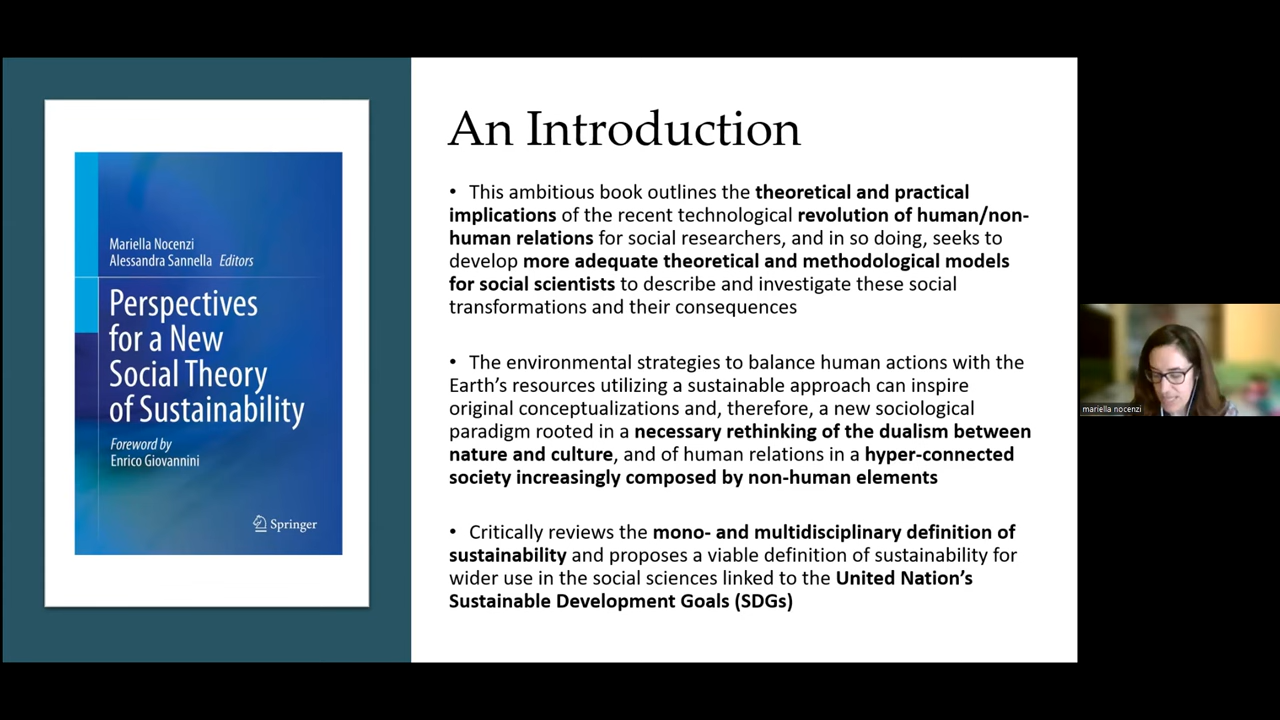 Mariella Nocenzi
Alessandra Sannella Editors
Perspectives
for a New
Social Theory
of Sustainability
Foreword by
Enrico Giovannini
Springer
An Introduction
• This ambitious book outlines the theoretical and practical
implications of the recent technological revolution of human/non-
human relations for social researchers, and in so doing, seeks to
develop more adequate theoretical and methodological models
for social scientists to describe and investigate these social
transformations and their consequences
• The environmental strategies to balance human actions with the
Earth’s resources utilizing a sustainable approach can inspire
original conceptualizations and, therefore, a new sociological
paradigm rooted in a necessary rethinking of the dualism between
nature and culture, and of human relations in a hyper-connected
society increasingly composed by non-human elements
• Critically reviews the mono- and multidisciplinary definition of
sustainability and proposes a viable definition of sustainability for
wider use in the social sciences linked to the United Nation’s
Sustainable Development Goals (SDGs)
mariella nocenzi